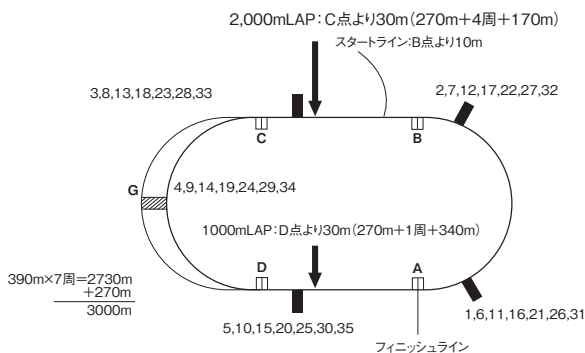 2,000mLAP：C点より30m（270m＋4周＋170m）
スタートライン：B点より10m
3,8,13,18,23,28,33
2,7,12,17,22,27,32
C
B
G
4,9,14,19,24,29,34
1000mLAP：D点より30m（270m＋1周＋340m）
D
A
390m×7周＝2730m
＋270m
3000m
5,10,15,20,25,30,35
1,6,11,16,21,26,31
フィニッシュライン